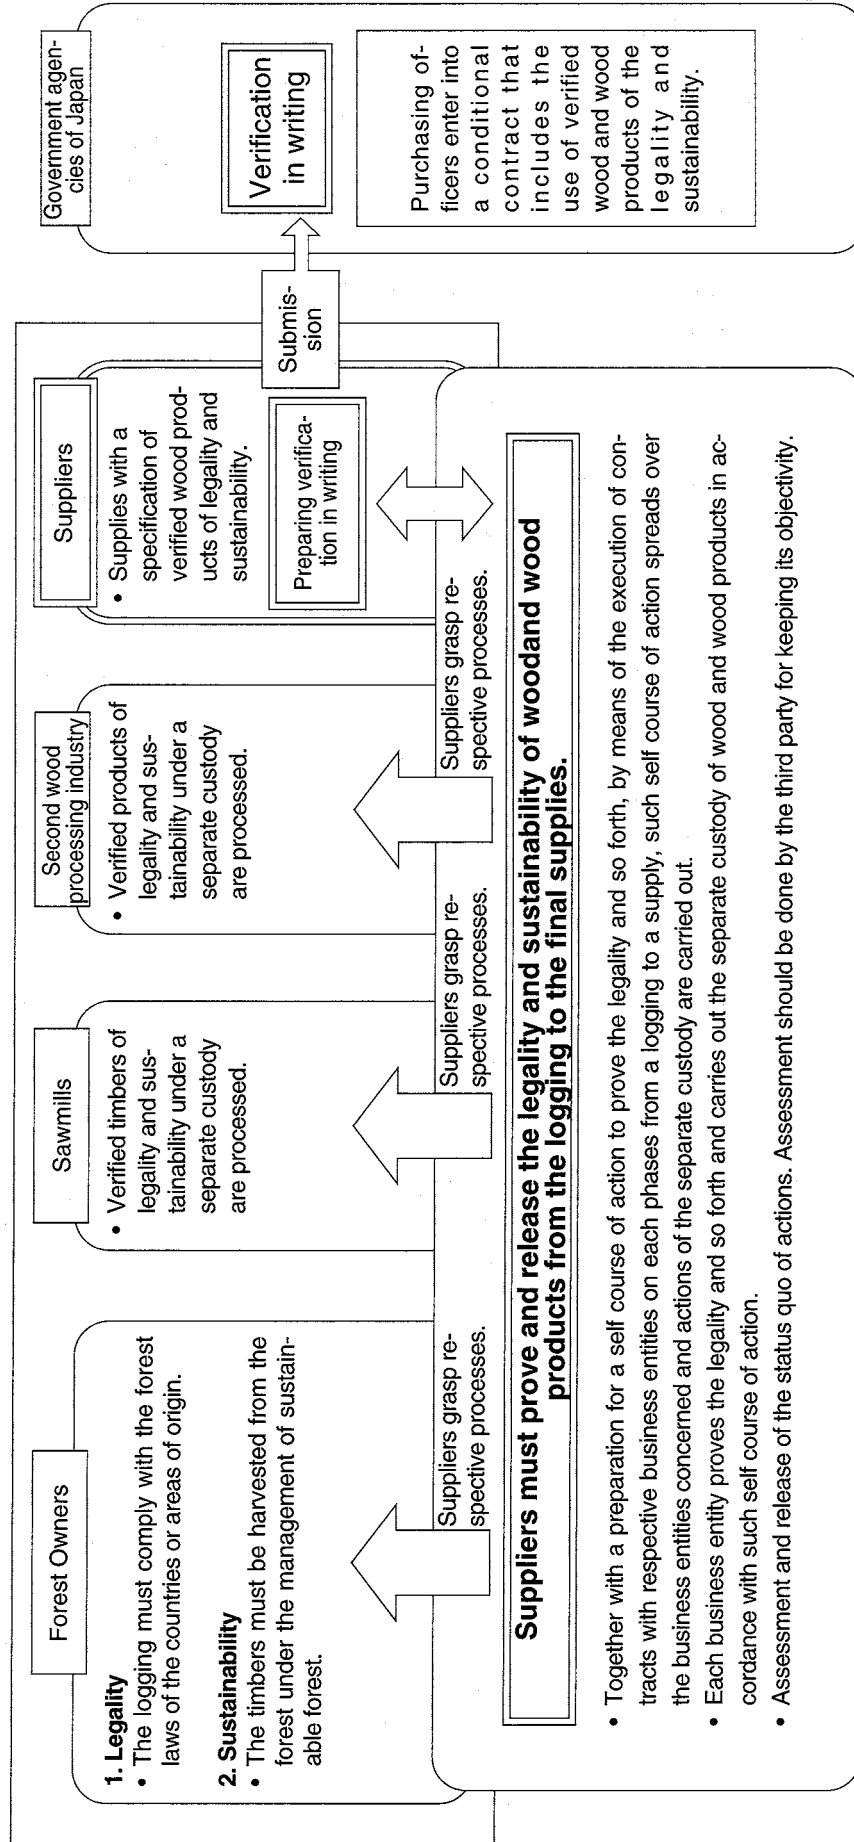 Forest Owners
1. Legality
• The logging must comply with the forest
laws of the countries or areas of origin.
2. Sustainability
• The timbers must be harvested from the
forest under the management of sustain-
able forest.
Sawmills
• Verified timbers of
legality and sus-
tainability under a
separate custody
are processed.
Second wood
processing industry
• Verified products of
legality and sus-
tainability under a
separate custody
are processed.
Suppliers
• Supplies with a
specification of
verified wood prod-
ucts of legality and
sustainability.
Preparing verifica-
tion in writing
Submis-
sion
Government agen-
cies of Japan
Verification
in writing
Purchasing of-
ficers enter into
a conditional
contract that
includes the
use of verified
wood and wood
products of the
legality and
sustainability.
Suppliers grasp re-
spective processes.
Suppliers grasp re-
spective processes.
Suppliers grasp re-
spective processes.
Suppliers must prove and release the legality and sustainability of woodand wood
products from the logging to the final supplies.
• Together with a preparation for a self course of action to prove the legality and so forth, by means of the execution of con-
tracts with respective business entities on each phases from a logging to a supply, such self course of action spreads over
the business entities concerned and actions of the separate custody are carried out.
• Each business entity proves the legality and so forth and carries out the separate custody of wood and wood products in ac-
cordance with such self course of action.
• Assessment and release of the status quo of actions. Assessment should be done by the third party for keeping its objectivity.